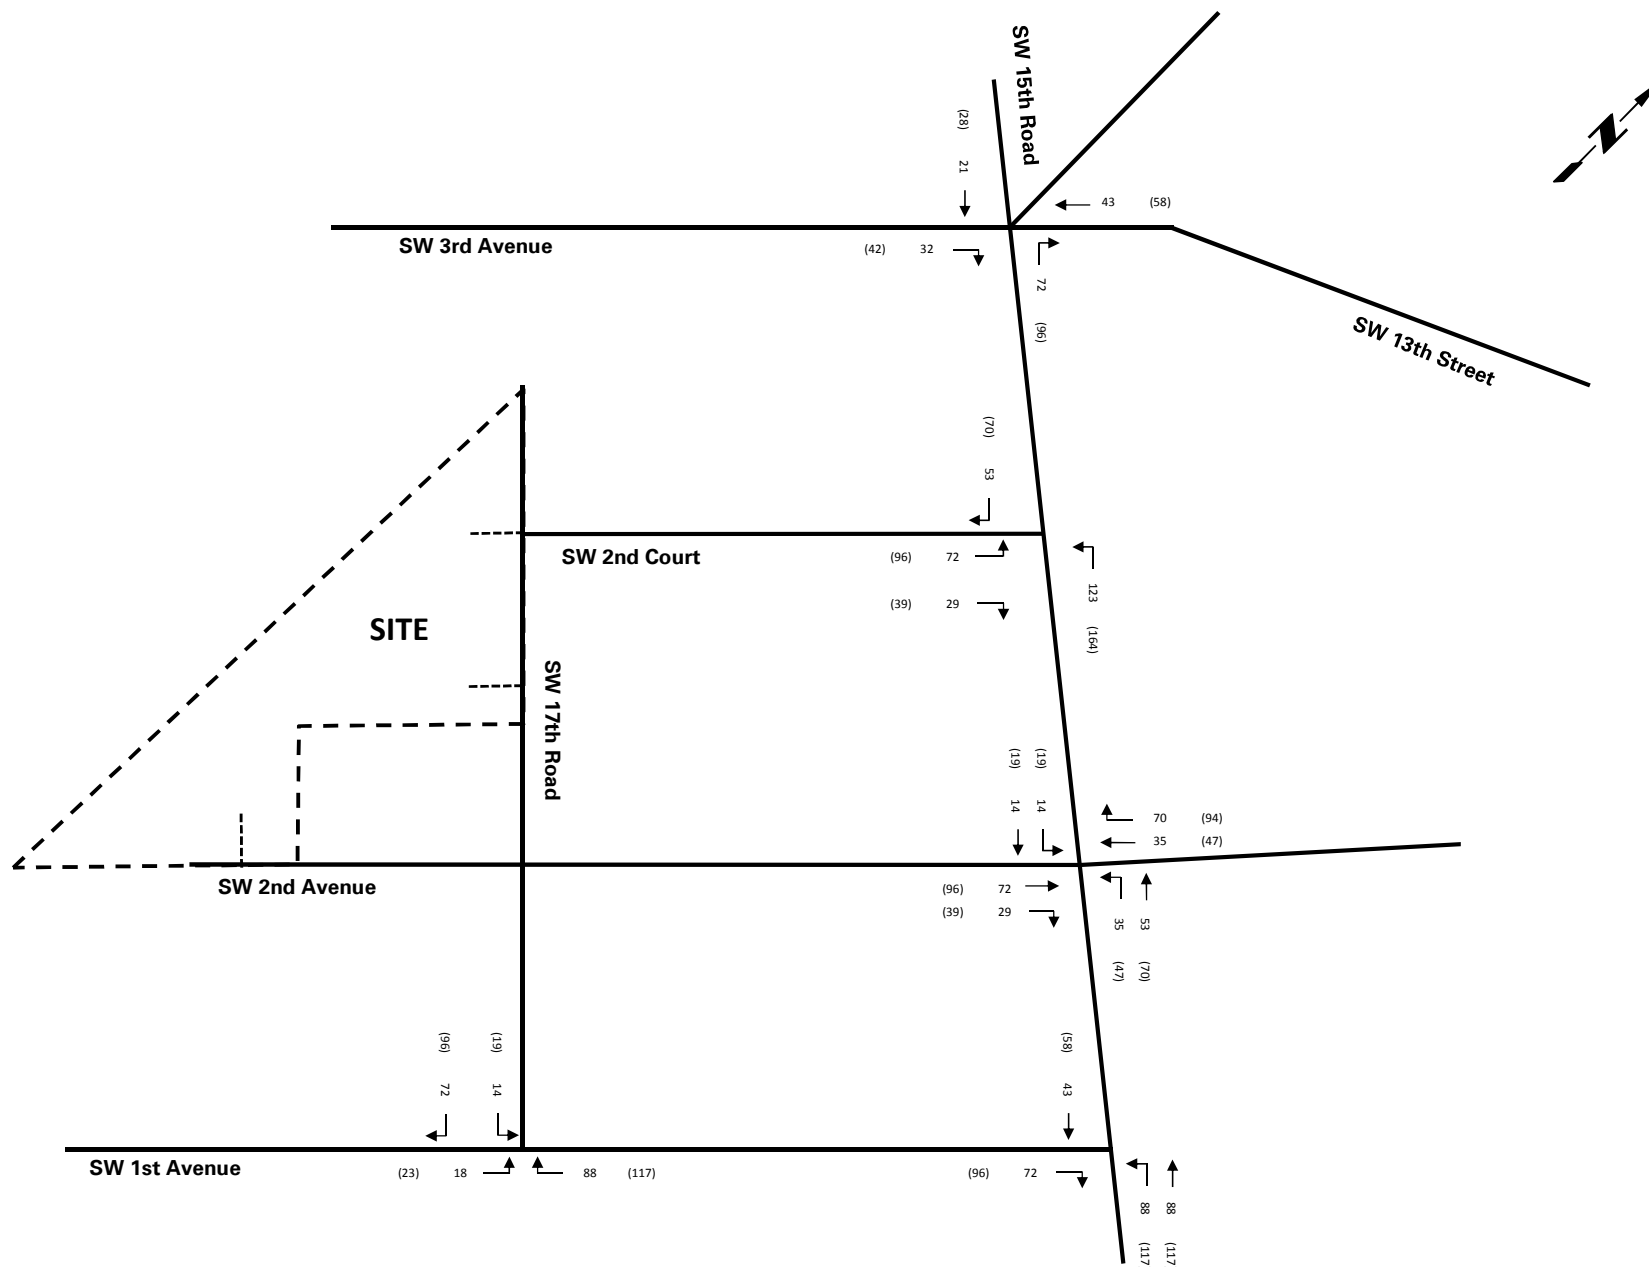 SW 15th Road
(28) 21
43 (58)
SW 3rd Avenue
(42) 32
72 (96)
SW 13th Street
(70) 53
SW 2nd Court
(96) 72
(39) 29
123 (164)
SITE
SW 17th Road
(19) 14
(19) 14
70 (94)
35 (47)
SW 2nd Avenue
(96) 72
(39) 29
35 (47)
53 (70)
(96) 72
(19) 14
(58) 43
SW 1st Avenue
(23) 18
88 (117)
(96) 72
88 (117
88 (117
N